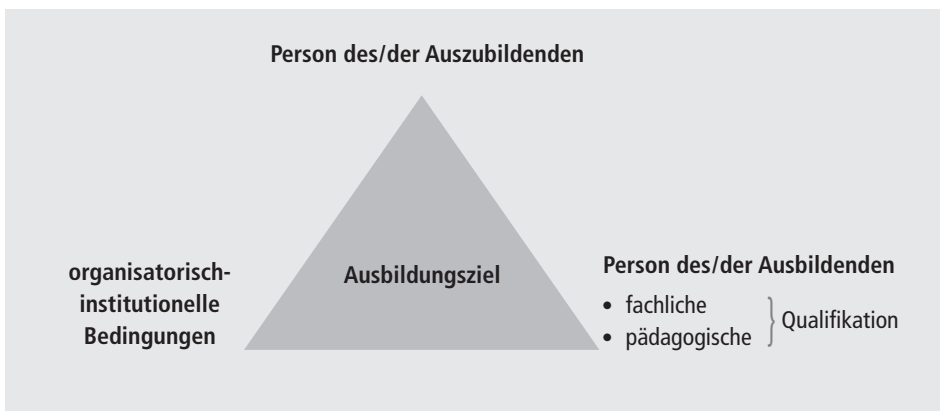 Person des/der Auszubildenden
organisatorisch-
institutionelle
Bedingungen
Ausbildungsziel
Person des/der Ausbildenden
• fachliche
• pädagogische
Qualifikation